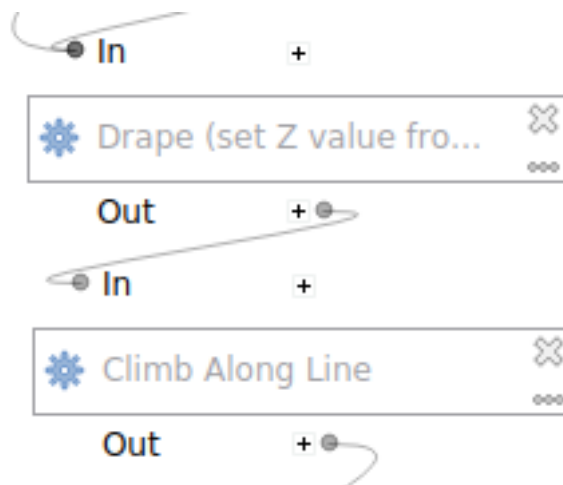 In
Drape (set Z value fro...
Out
In
Climb Along Line
Out